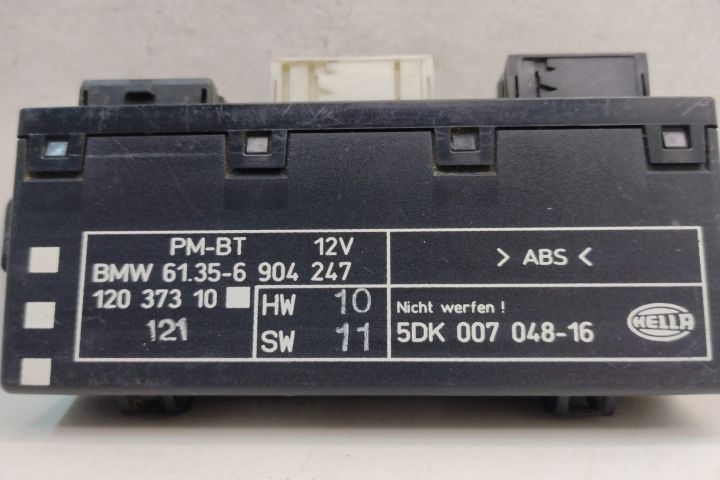 PM-BT 12V
BMW 61.35-6 904 247
120 373 10
121
HW 10
SW 11
> ABS <
Nicht werfen !
5DK 007 048-16
HELLA